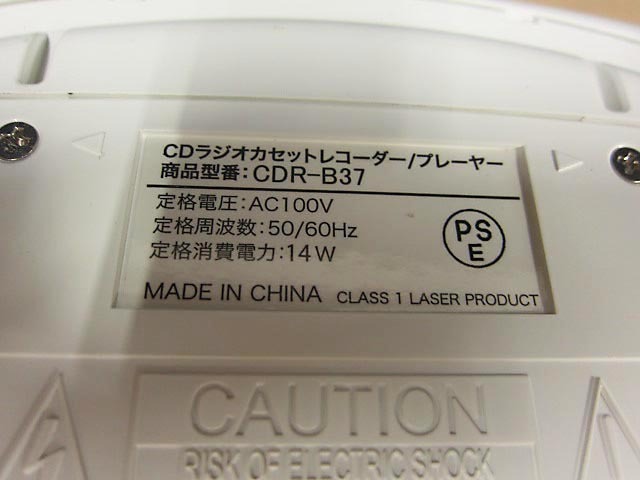 CDラジオカセットレコーダー/プレーヤー
商品型番:CDR-B37
定格電圧:AC100V
定格周波数:50/60Hz
定格消費電力:14W
PSE
MADE IN CHINA CLASS 1 LASER PRODUCT
CAUTION
RISK OF ELECTRIC SHOCK